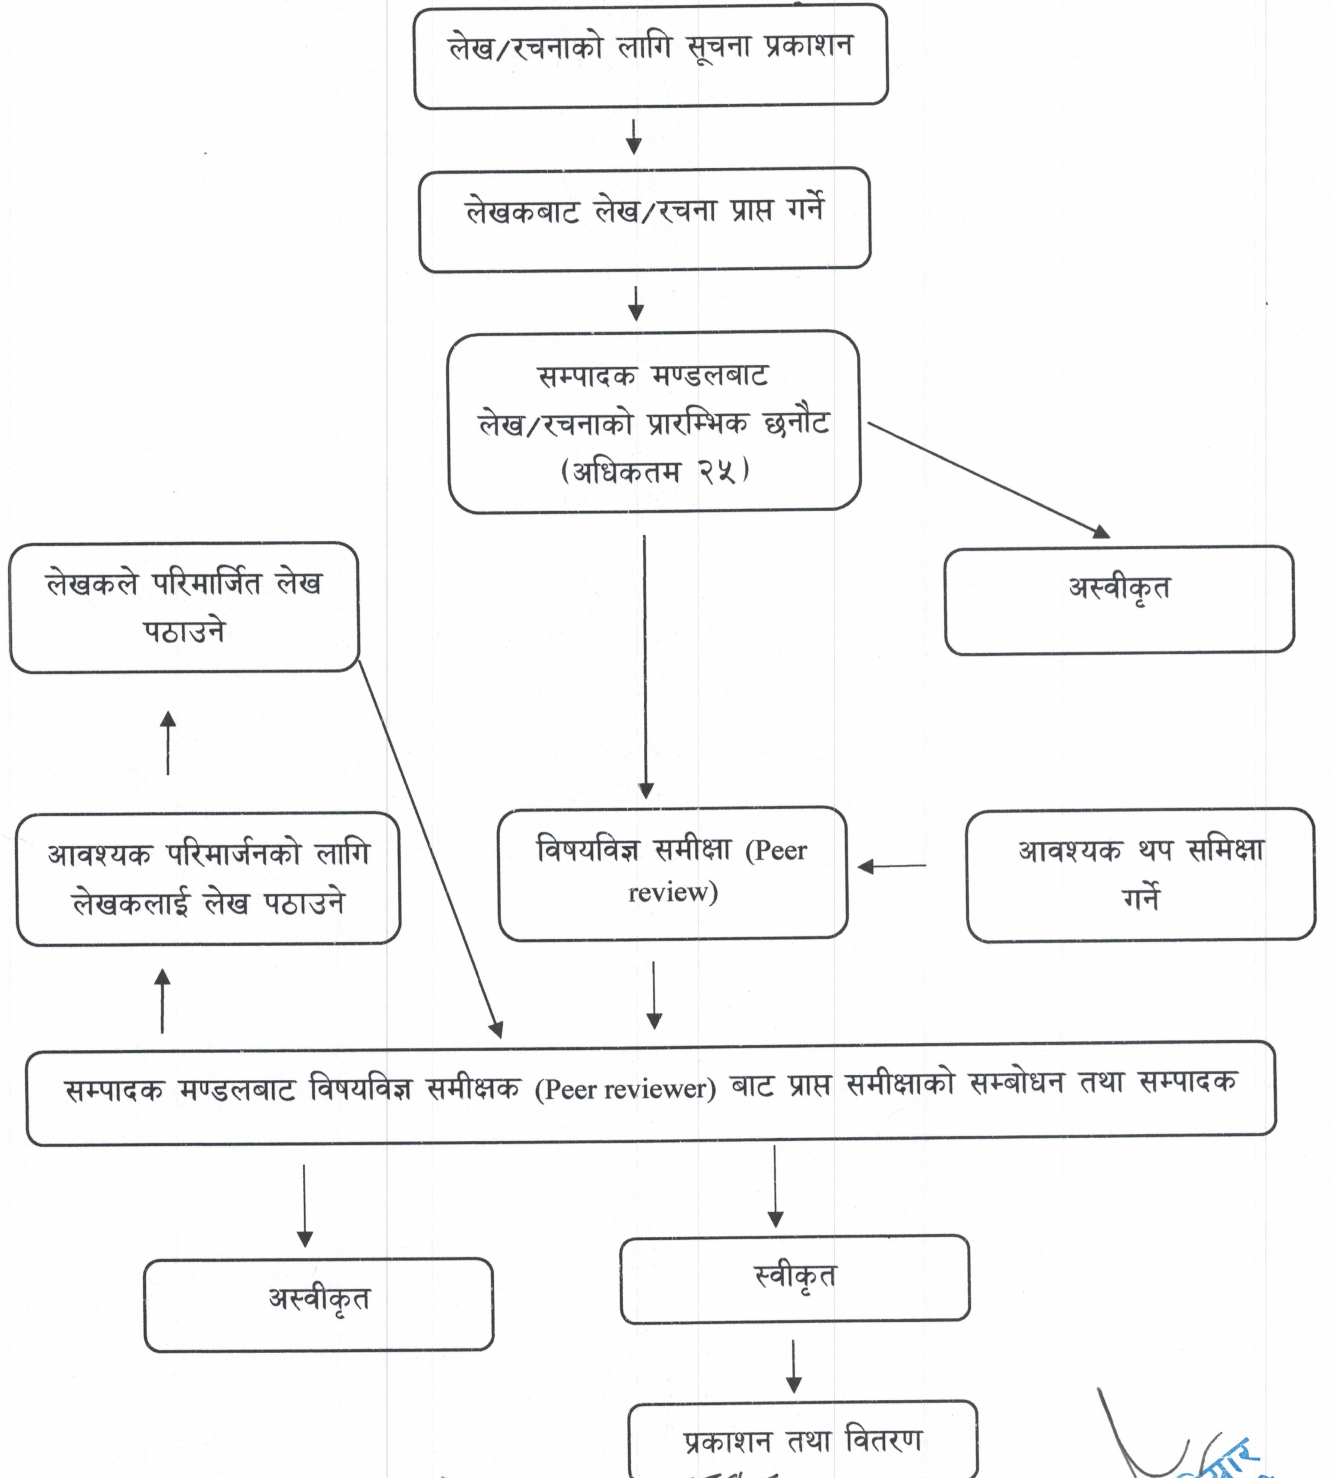 लेख/रचनाको लागि सूचना प्रकाशन
लेखकबाट लेख/रचना प्राप्त गर्ने
सम्पादक मण्डलबाट
लेख/रचनाको प्रारम्भिक छनौट
(अधिकतम २५)
लेखकले परिमार्जित लेख
पठाउने
अस्वीकृत
आवश्यक परिमार्जनको लागि
लेखकलाई लेख पठाउने
विषयविज्ञ समीक्षा (Peer
review)
आवश्यक थप समिक्षा
गर्ने
सम्पादक मण्डलबाट विषयविज्ञ समीक्षक (Peer reviewer) बाट प्राप्त समीक्षाको सम्बोधन तथा सम्पादक
अस्वीकृत
स्वीकृत
प्रकाशन तथा वितरण